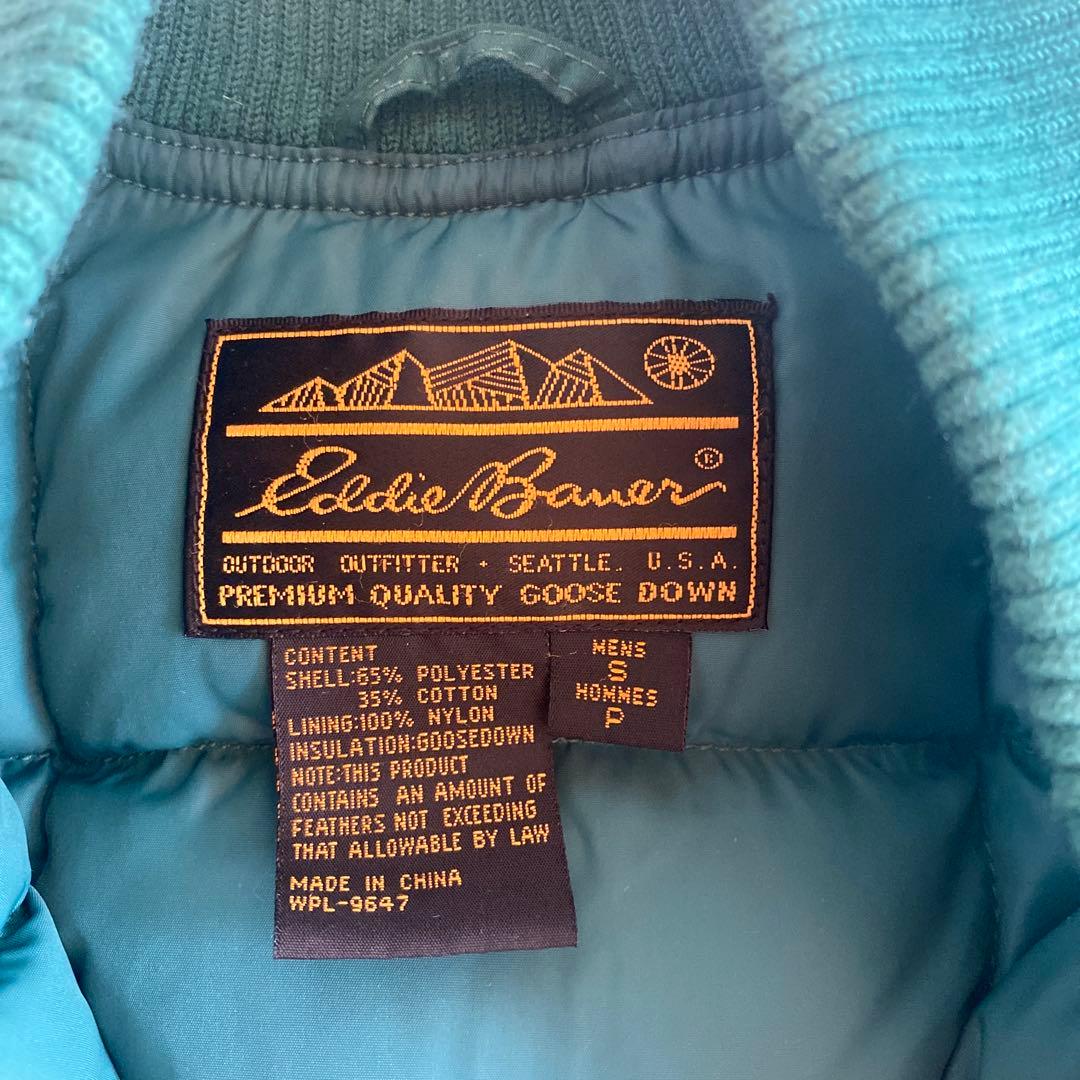 Eddie Bauer ®
OUTDOOR OUTFITTER · SEATTLE. U.S.A.
PREMIUM QUALITY GOOSE DOWN
CONTENT
SHELL:65% POLYESTER
35% COTTON
LINING:100% NYLON
INSULATION:GOOSEDOWN
NOTE:THIS PRODUCT
CONTAINS AN AMOUNT OF
FEATHERS NOT EXCEEDING
THAT ALLOWABLE BY LAW
MADE IN CHINA
WPL-9647
MENS
S
HOMMES
P